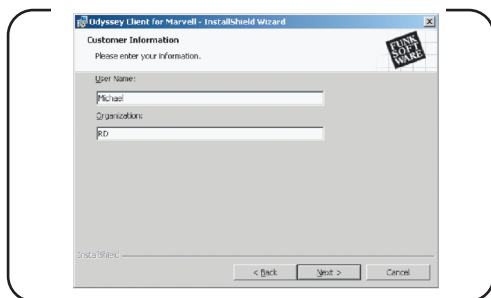 Odyssey Client for Marvell - InstallShield Wizard
Customer Information
Please enter your information.
FUNK
SOFT
WARE
User Name:
Michael
Organization:
RD
InstallShield
< Back
Next >
Cancel